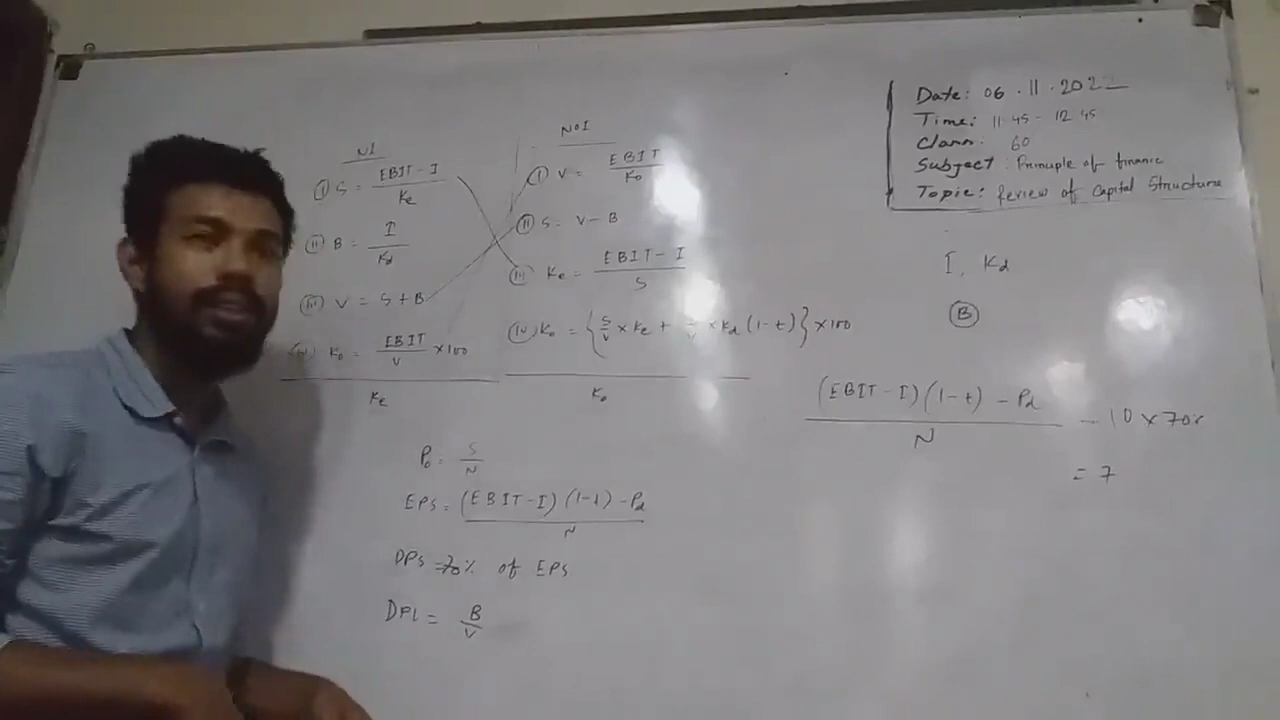 Date: 06.11.2022
Time: 11 45 - 12 45
Class. 60
Subject: Principle of finance
Topic: Review of Capital Structure
NI
(i) S = EBIT - I / Ke
(ii) B = I / Kd
(iii) V = S + B
(iv) Ko = EBIT / V × 100
Ke
NOI
(i) V = EBIT / Ko
(ii) S = V - B
(iii) Ke = EBIT - I / S
(iv) Ko = { S/V × Ke + /V × Kd (1-t) } × 100
Ko
Po = S / N
EPS = (EBIT - I) (1-t) - Pd / N
DPS = 70% of EPS
= B / V
I, Kd
(B)
(EBIT - I) (1-t) - Pd / N
10 × 70%
= 7